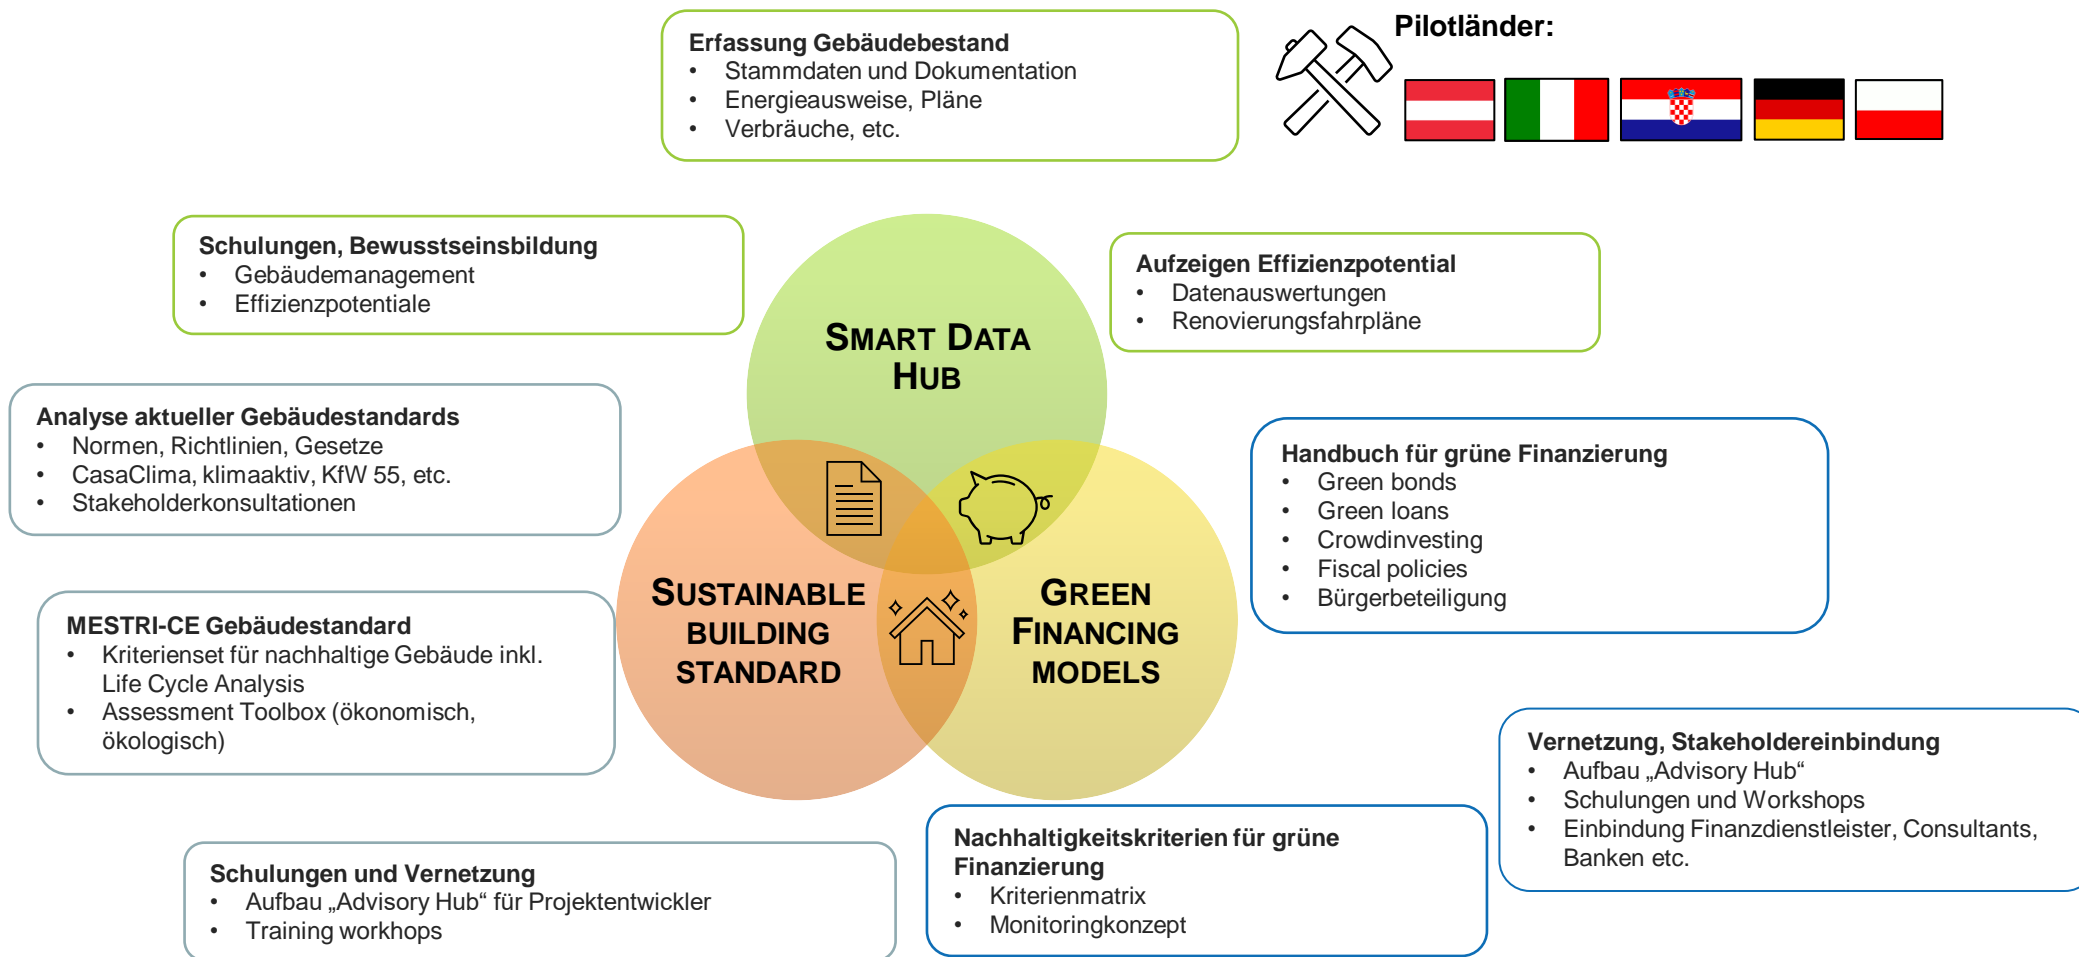 Erfassung Gebäudebestand
• Stammdaten und Dokumentation
• Energieausweise, Pläne
• Verbräuche, etc.
Pilotländer:
Schulungen, Bewusstseinsbildung
• Gebäudemanagement
• Effizienzpotentiale
Aufzeigen Effizienzpotential
• Datenauswertungen
• Renovierungsfahrpläne
SMART DATA
HUB
Analyse aktueller Gebäudestandards
• Normen, Richtlinien, Gesetze
• CasaClima, klimaaktiv, KfW 55, etc.
• Stakeholderkonsultationen
Handbuch für grüne Finanzierung
• Green bonds
• Green loans
• Crowdinvesting
• Fiscal policies
• Bürgerbeteiligung
SUSTAINABLE
BUILDING
STANDARD
GREEN
FINANCING
MODELS
MESTRI-CE Gebäudestandard
• Kriterienset für nachhaltige Gebäude inkl.
Life Cycle Analysis
• Assessment Toolbox (ökonomisch,
ökologisch)
Vernetzung, Stakeholdereinbindung
• Aufbau „Advisory Hub“
• Schulungen und Workshops
• Einbindung Finanzdienstleister, Consultants,
Banken etc.
Schulungen und Vernetzung
• Aufbau „Advisory Hub“ für Projektentwickler
• Training workhops
Nachhaltigkeitskriterien für grüne
Finanzierung
• Kriterienmatrix
• Monitoringkonzept